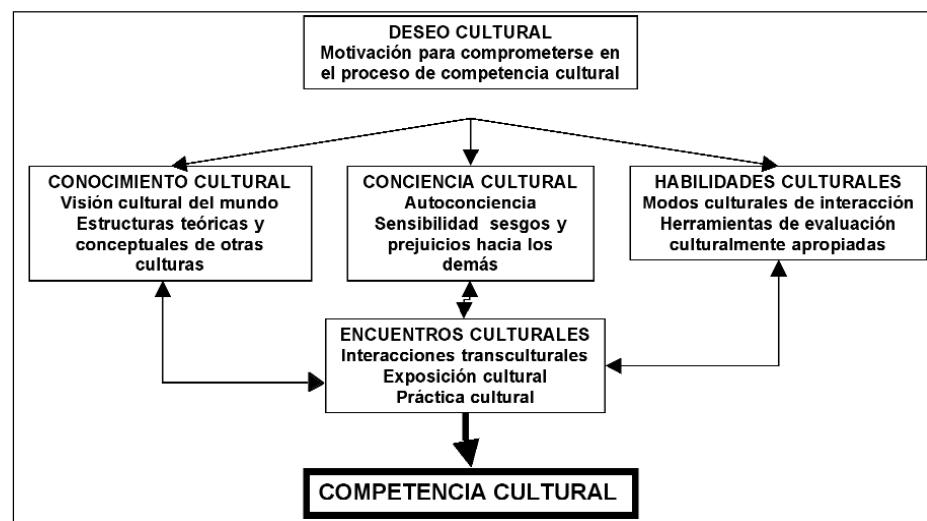 DESEO CULTURAL
Motivación para comprometerse en
el proceso de competencia cultural
CONOCIMIENTO CULTURAL
Visión cultural del mundo
Estructuras teóricas y
conceptuales de otras
culturas
CONCIENCIA CULTURAL
Autoconciencia
Sensibilidad sesgos y
prejuicios hacia los
demás
HABILIDADES CULTURALES
Modos culturales de interacción
Herramientas de evaluación
culturalmente apropiadas
ENCUENTROS CULTURALES
Interacciones transculturales
Exposición cultural
Práctica cultural
COMPETENCIA CULTURAL